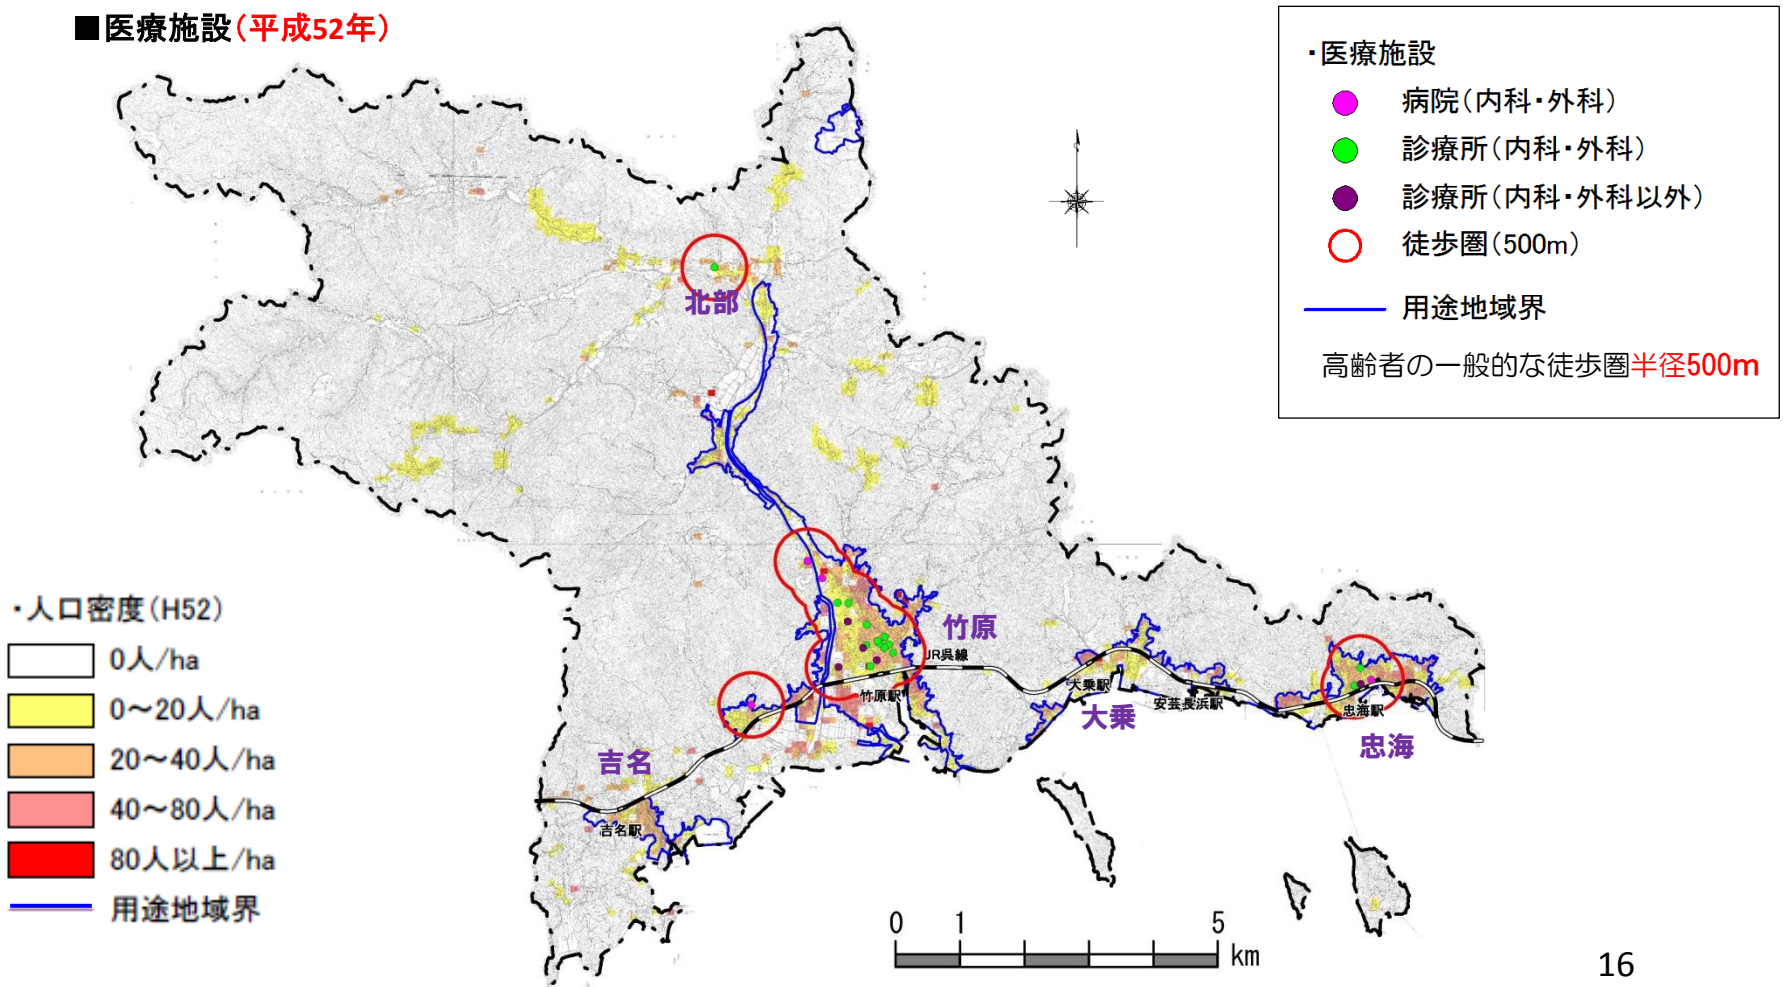 ■医療施設(平成52年)
・医療施設
病院(内科・外科)
診療所(内科・外科)
診療所(内科・外科以外)
徒歩圏(500m)
用途地域界
高齢者の一般的な徒歩圏半径500m
北部
竹原
JR呉線
竹原駅
大乗駅
大乗
安芸長浜駅
忠海駅
忠海
吉名
吉名駅
・人口密度(H52)
0人/ha
0～20人/ha
20～40人/ha
40～80人/ha
80人以上/ha
用途地域界
0 1 5
km
16